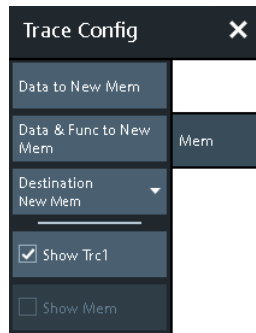 Trace Config
Data to New Mem
Data & Func to New
Mem
Mem
Destination
New Mem
Show Trc1
Show Mem